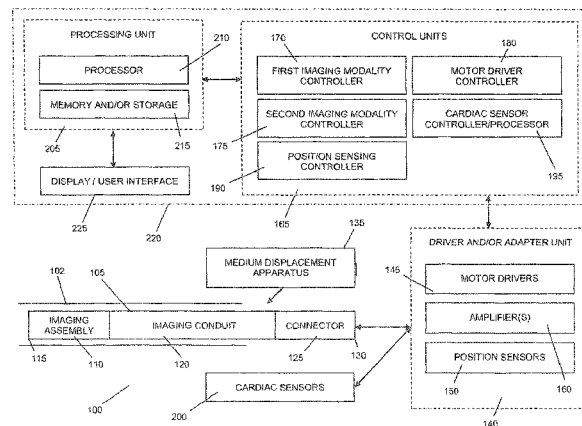 PROCESSING UNIT
210
PROCESSOR
MEMORY AND/OR STORAGE
205
215
DISPLAY / USER INTERFACE
225
220
CONTROL UNITS
170
180
FIRST IMAGING MODALITY CONTROLLER
MOTOR DRIVER CONTROLLER
SECOND IMAGING MODALITY CONTROLLER
CARDIAC SENSOR CONTROLLER/PROCESSOR
175
POSITION SENSING CONTROLLER
195
190
165
135
MEDIUM DISPLACEMENT APPARATUS
102
105
IMAGING ASSEMBLY
IMAGING CONDUIT
CONNECTOR
115
110
120
125
130
100
CARDIAC SENSORS
200
DRIVER AND/OR ADAPTER UNIT
145
MOTOR DRIVERS
AMPLIFIER(S)
POSITION SENSORS
150
160
140